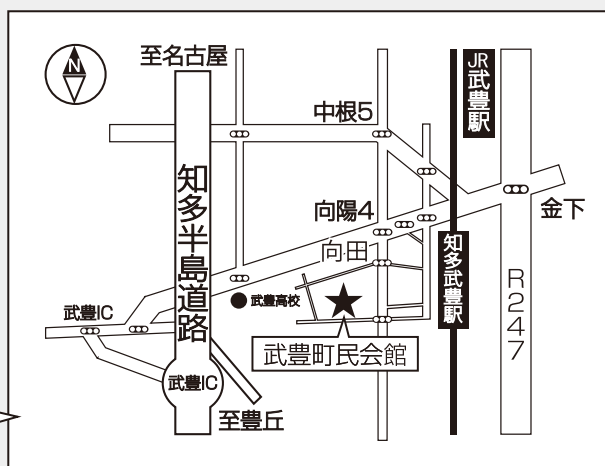 N
至名古屋
JR武豊駅
中根5
知多半島道路
向陽4
金下
向田
知多武豊駅
R247
武豊IC
武豊高校
武豊町民会館
武豊IC
至豊丘